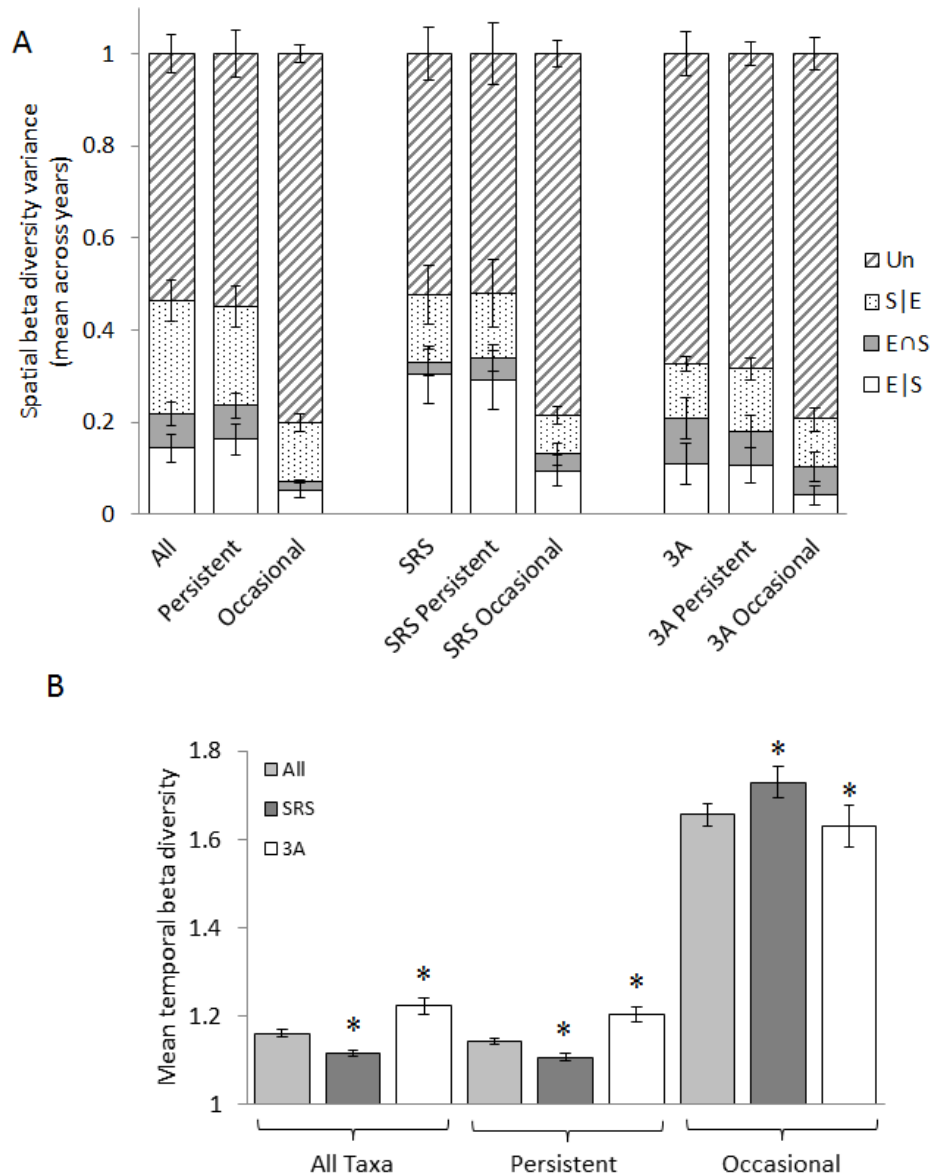 A
Spatial beta diversity variance
(mean across years)
1
0.8
0.6
0.4
0.2
0
All
Persistent
Occasional
SRS
SRS Persistent
SRS Occasional
3A
3A Persistent
3A Occasional
Un
S|E
E∩S
E|S
B
Mean temporal beta diversity
1.8
1.6
1.4
1.2
1
All
SRS
3A
*
*
*
*
*
*
All Taxa
Persistent
Occasional